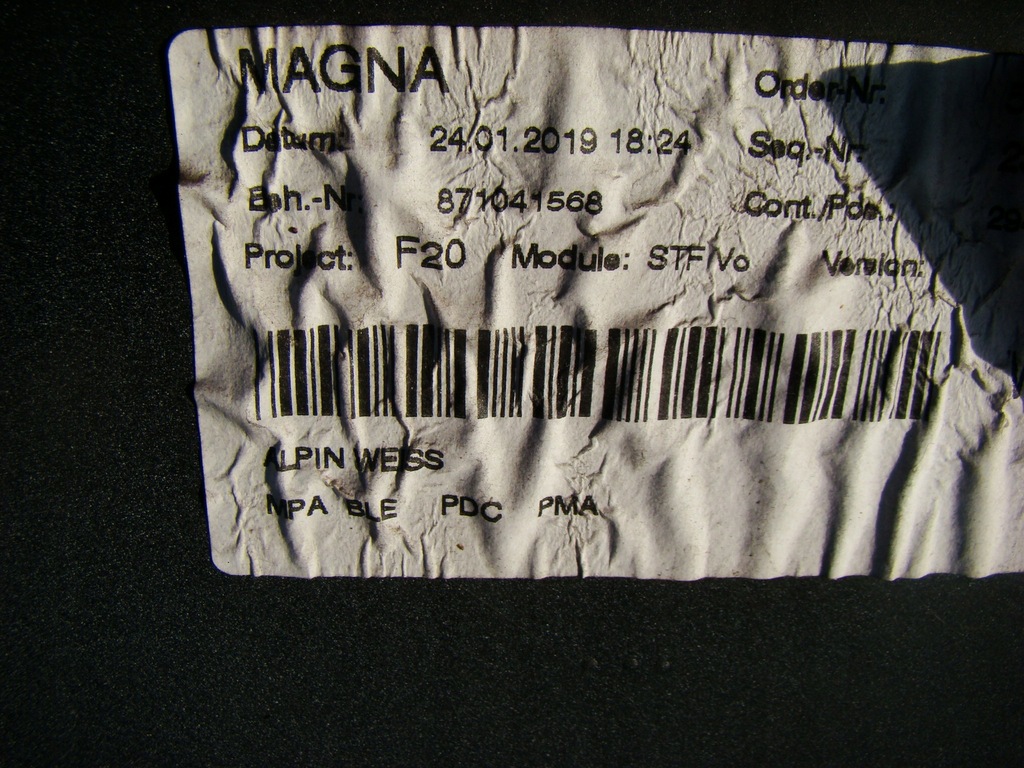 MAGNA Order-Nr:
Datum: 24.01.2019 18:24 Seq.-Nr:
Bah.-Nr: 871041568 Cont./Pos.: 29
Project: F20 Module: STF Vo Version:
ALPIN WEISS
MPA BLE PDC PMA